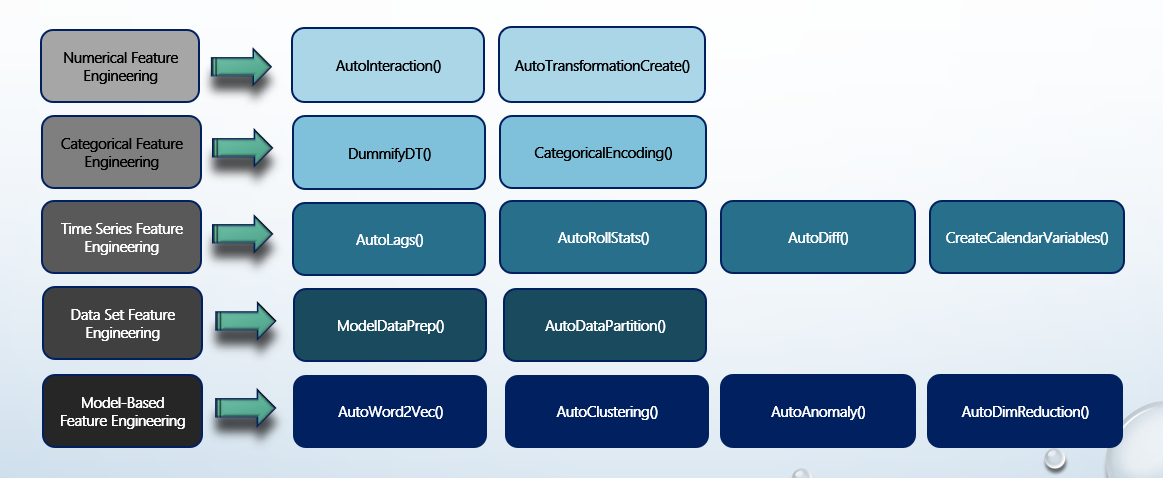 Numerical Feature
Engineering
AutoInteraction()
AutoTransformationCreate()
Categorical Feature
Engineering
DummifyDT()
CategoricalEncoding()
Time Series Feature
Engineering
AutoLags()
AutoRollStats()
AutoDiff()
CreateCalendarVariables()
Data Set Feature
Engineering
ModelDataPrep()
AutoDataPartition()
Model-Based
Feature Engineering
AutoWord2Vec()
AutoClustering()
AutoAnomaly()
AutoDimReduction()